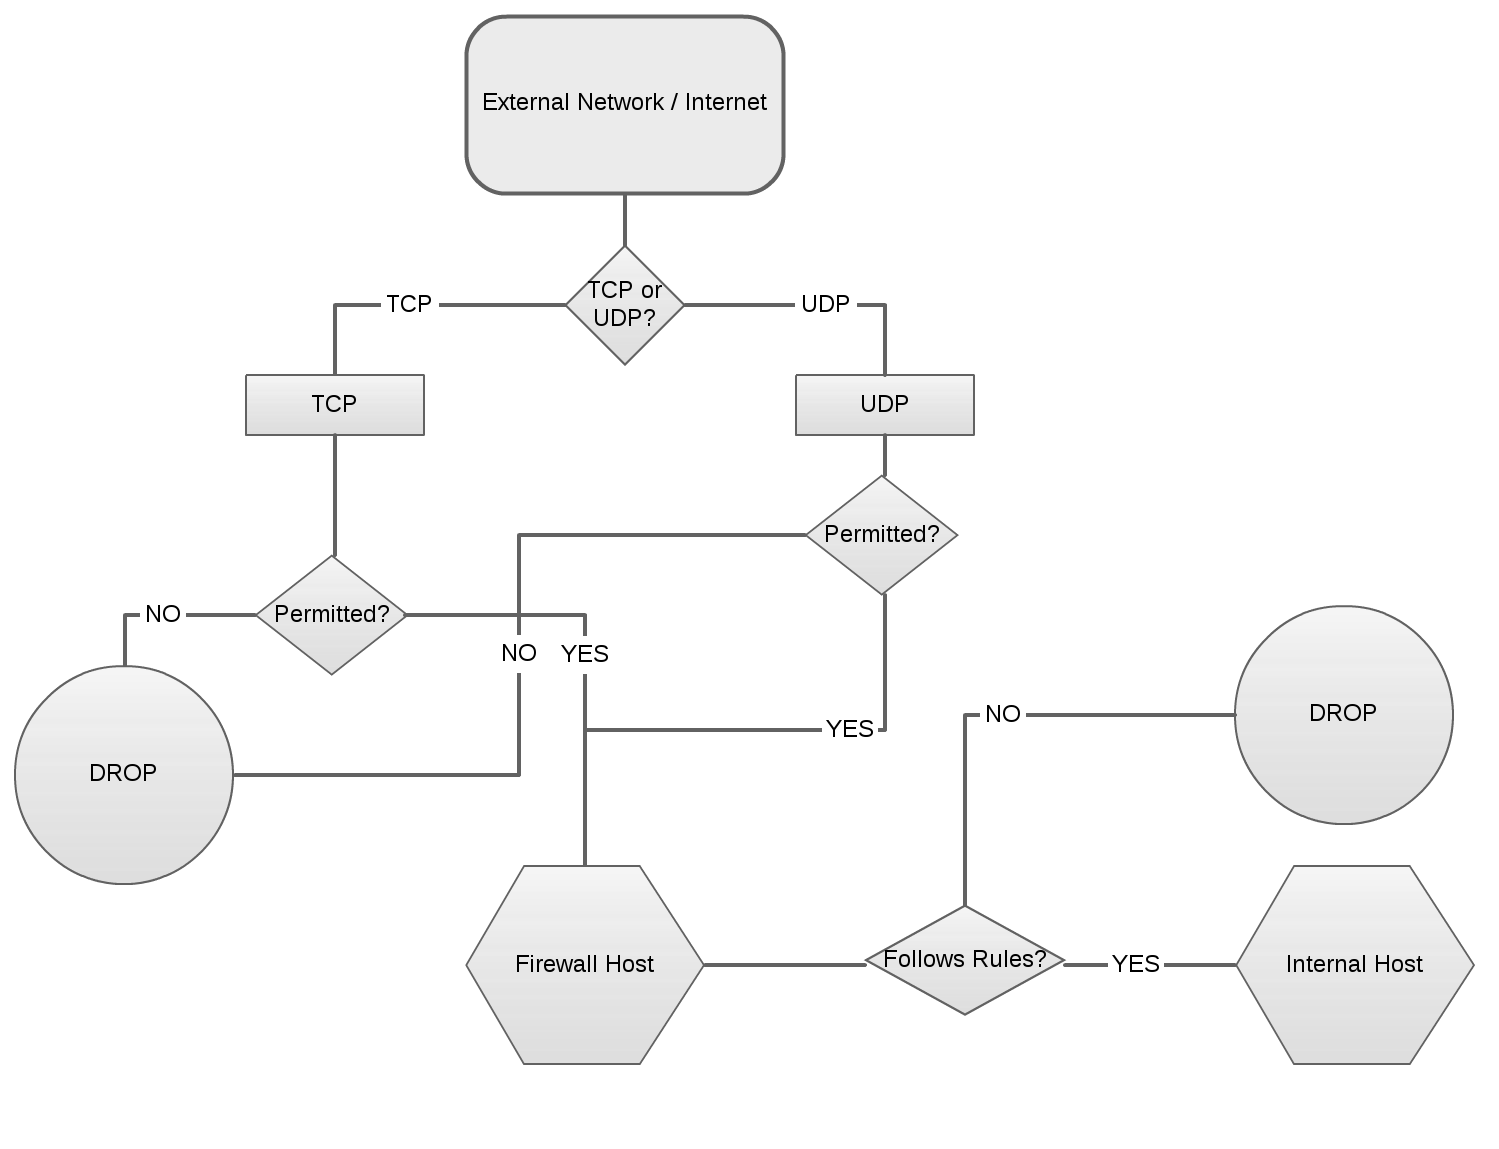 External Network / Internet
TCP or
UDP?
TCP
UDP
TCP
UDP
Permitted?
Permitted?
NO
NO
YES
YES
NO
DROP
DROP
Firewall Host
Follows Rules?
YES
Internal Host